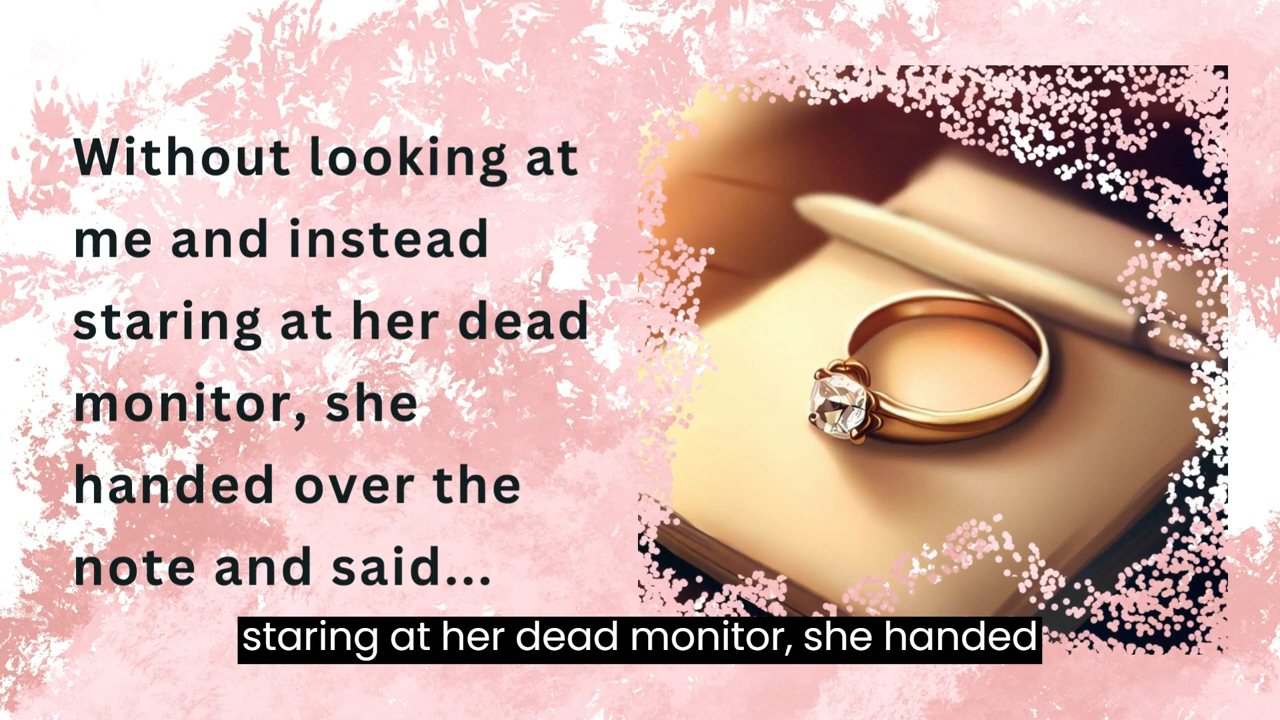 Without looking at
me and instead
staring at her dead
monitor, she
handed over the
note and said...
staring at her dead monitor, she handed